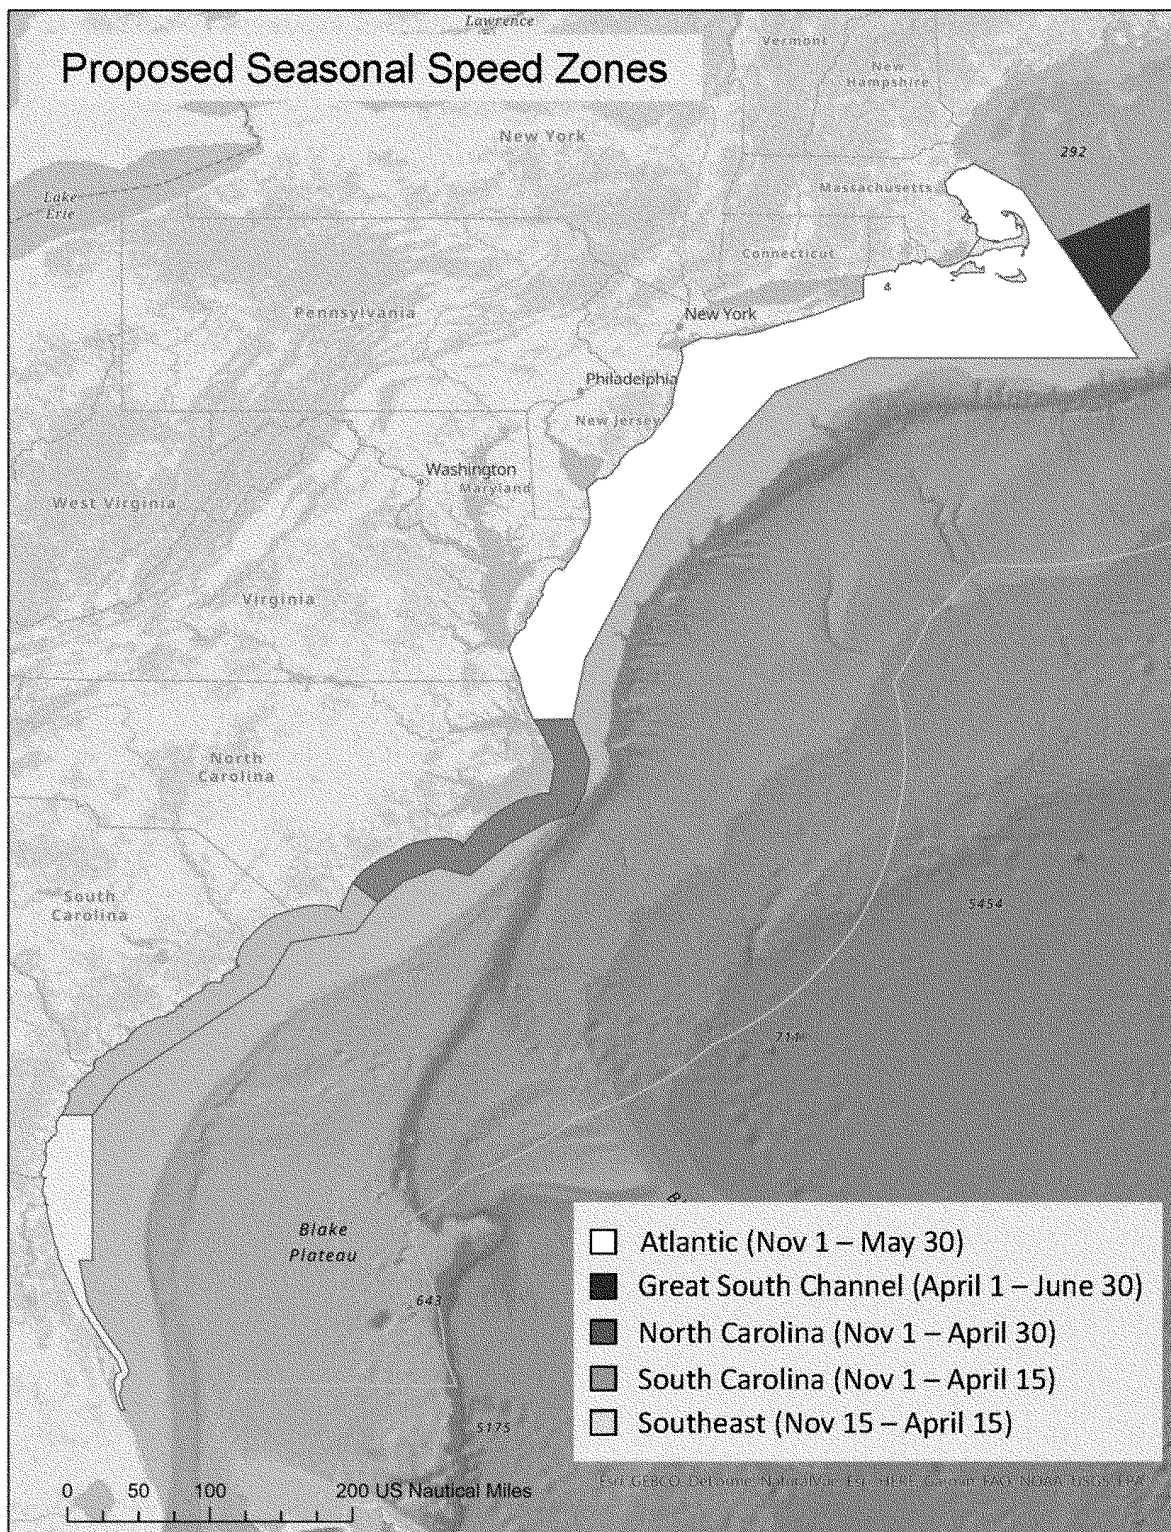 Lawrence
Proposed Seasonal Speed Zones
Vermont
New
Hampshire
New York
292
Massachusetts
Lake
Erie
Connecticut
4
Pennsylvania
New York
Philadelphia
New Jersey
Washington
Maryland
West Virginia
Virginia
North
Carolina
South
Carolina
5454
711
Blake
Plateau
643
5175
Atlantic (Nov 1 – May 30)
Great South Channel (April 1 – June 30)
North Carolina (Nov 1 – April 30)
South Carolina (Nov 1 – April 15)
Southeast (Nov 15 – April 15)
0 50 100 200 US Nautical Miles